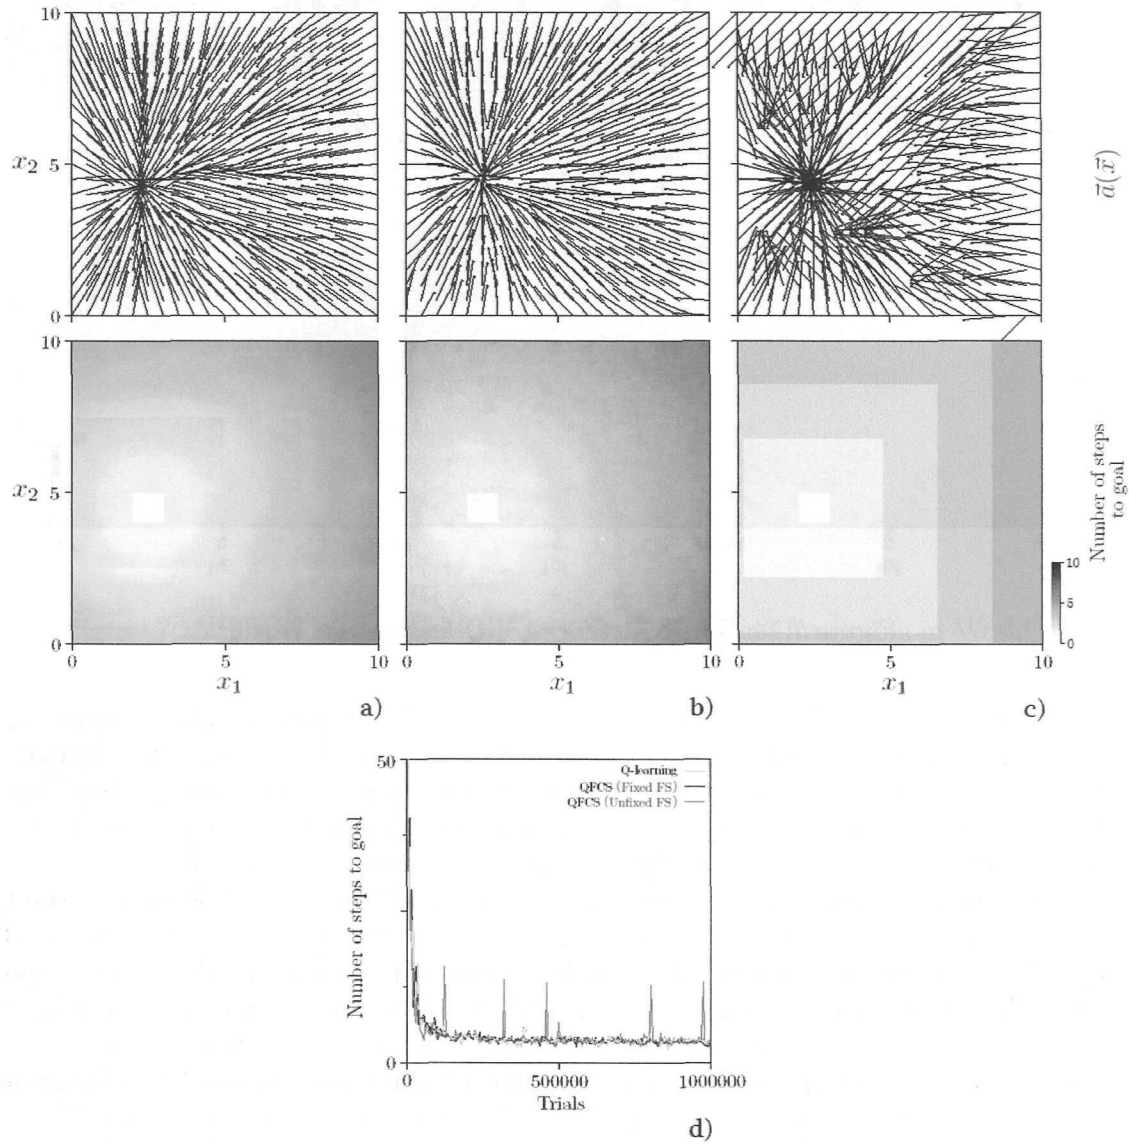 10
x₂ 5
0
a⃗(x⃗)
10
x₂ 5
0
0 5 10 0 5 10 0 5 10
x₁ x₁ x₁
Number of steps
to goal
10
5
0
a) b) c)
50
Number of steps to goal
0
Q-learning
QFCS (Fixed FS)
QFCS (Unfixed FS)
0 500000 1000000
Trials
d)